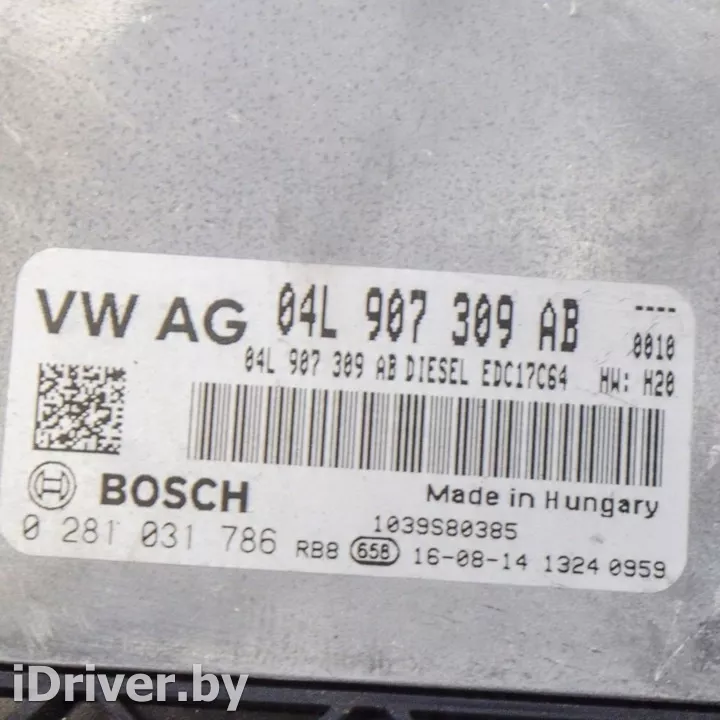 VW AG 04L 907 309 AB ----
0010
04L 907 309 AB DIESEL EDC17C64 HW: H20
BOSCH Made in Hungary
1039S80385
0 281 031 786 RB8 658 16-08-14 1324 0959
iDriver.by